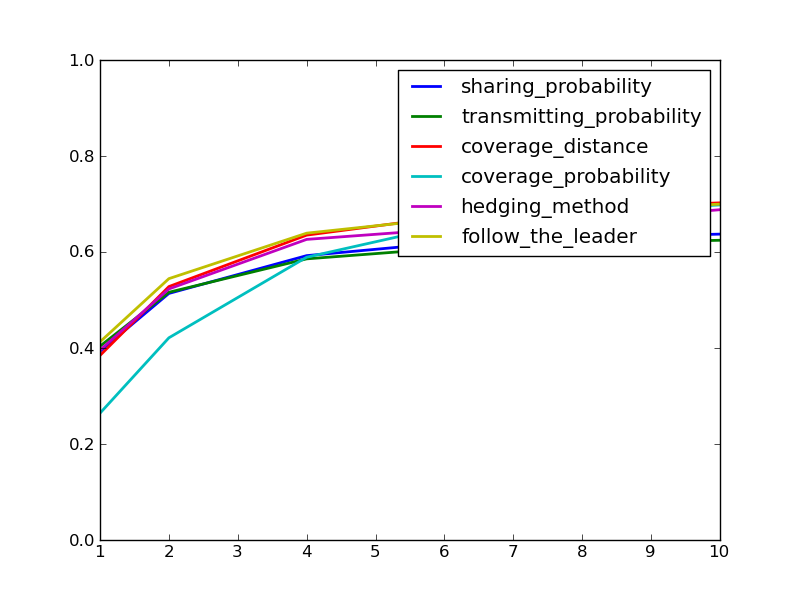 1.0
0.8
0.6
0.4
0.2
0.0
sharing_probability
transmitting_probability
coverage_distance
coverage_probability
hedging_method
follow_the_leader
1 2 3 4 5 6 7 8 9 10